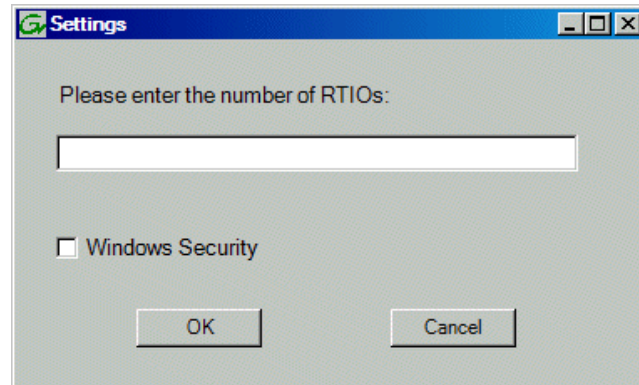 Settings
Please enter the number of RTIOs:
Windows Security
OK Cancel